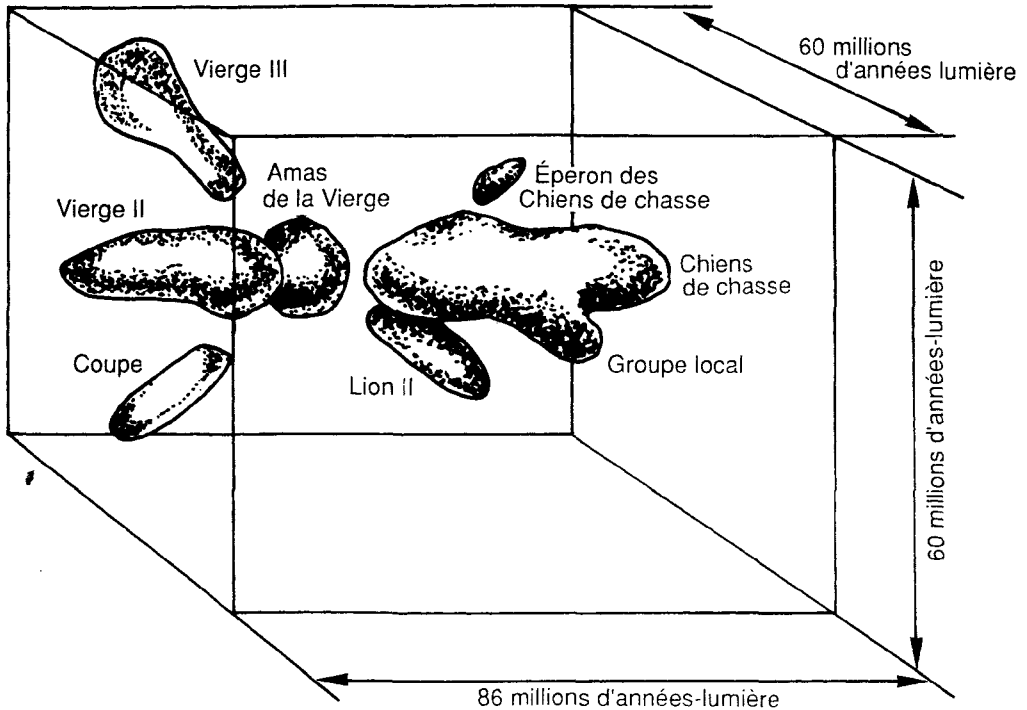 60 millions
d'années lumière
Vierge III
Amas
de la Vierge
Éperon des
Chiens de chasse
Vierge II
Chiens
de chasse
Coupe
Lion II
Groupe local
60 millions d'années-lumière
86 millions d'années-lumière